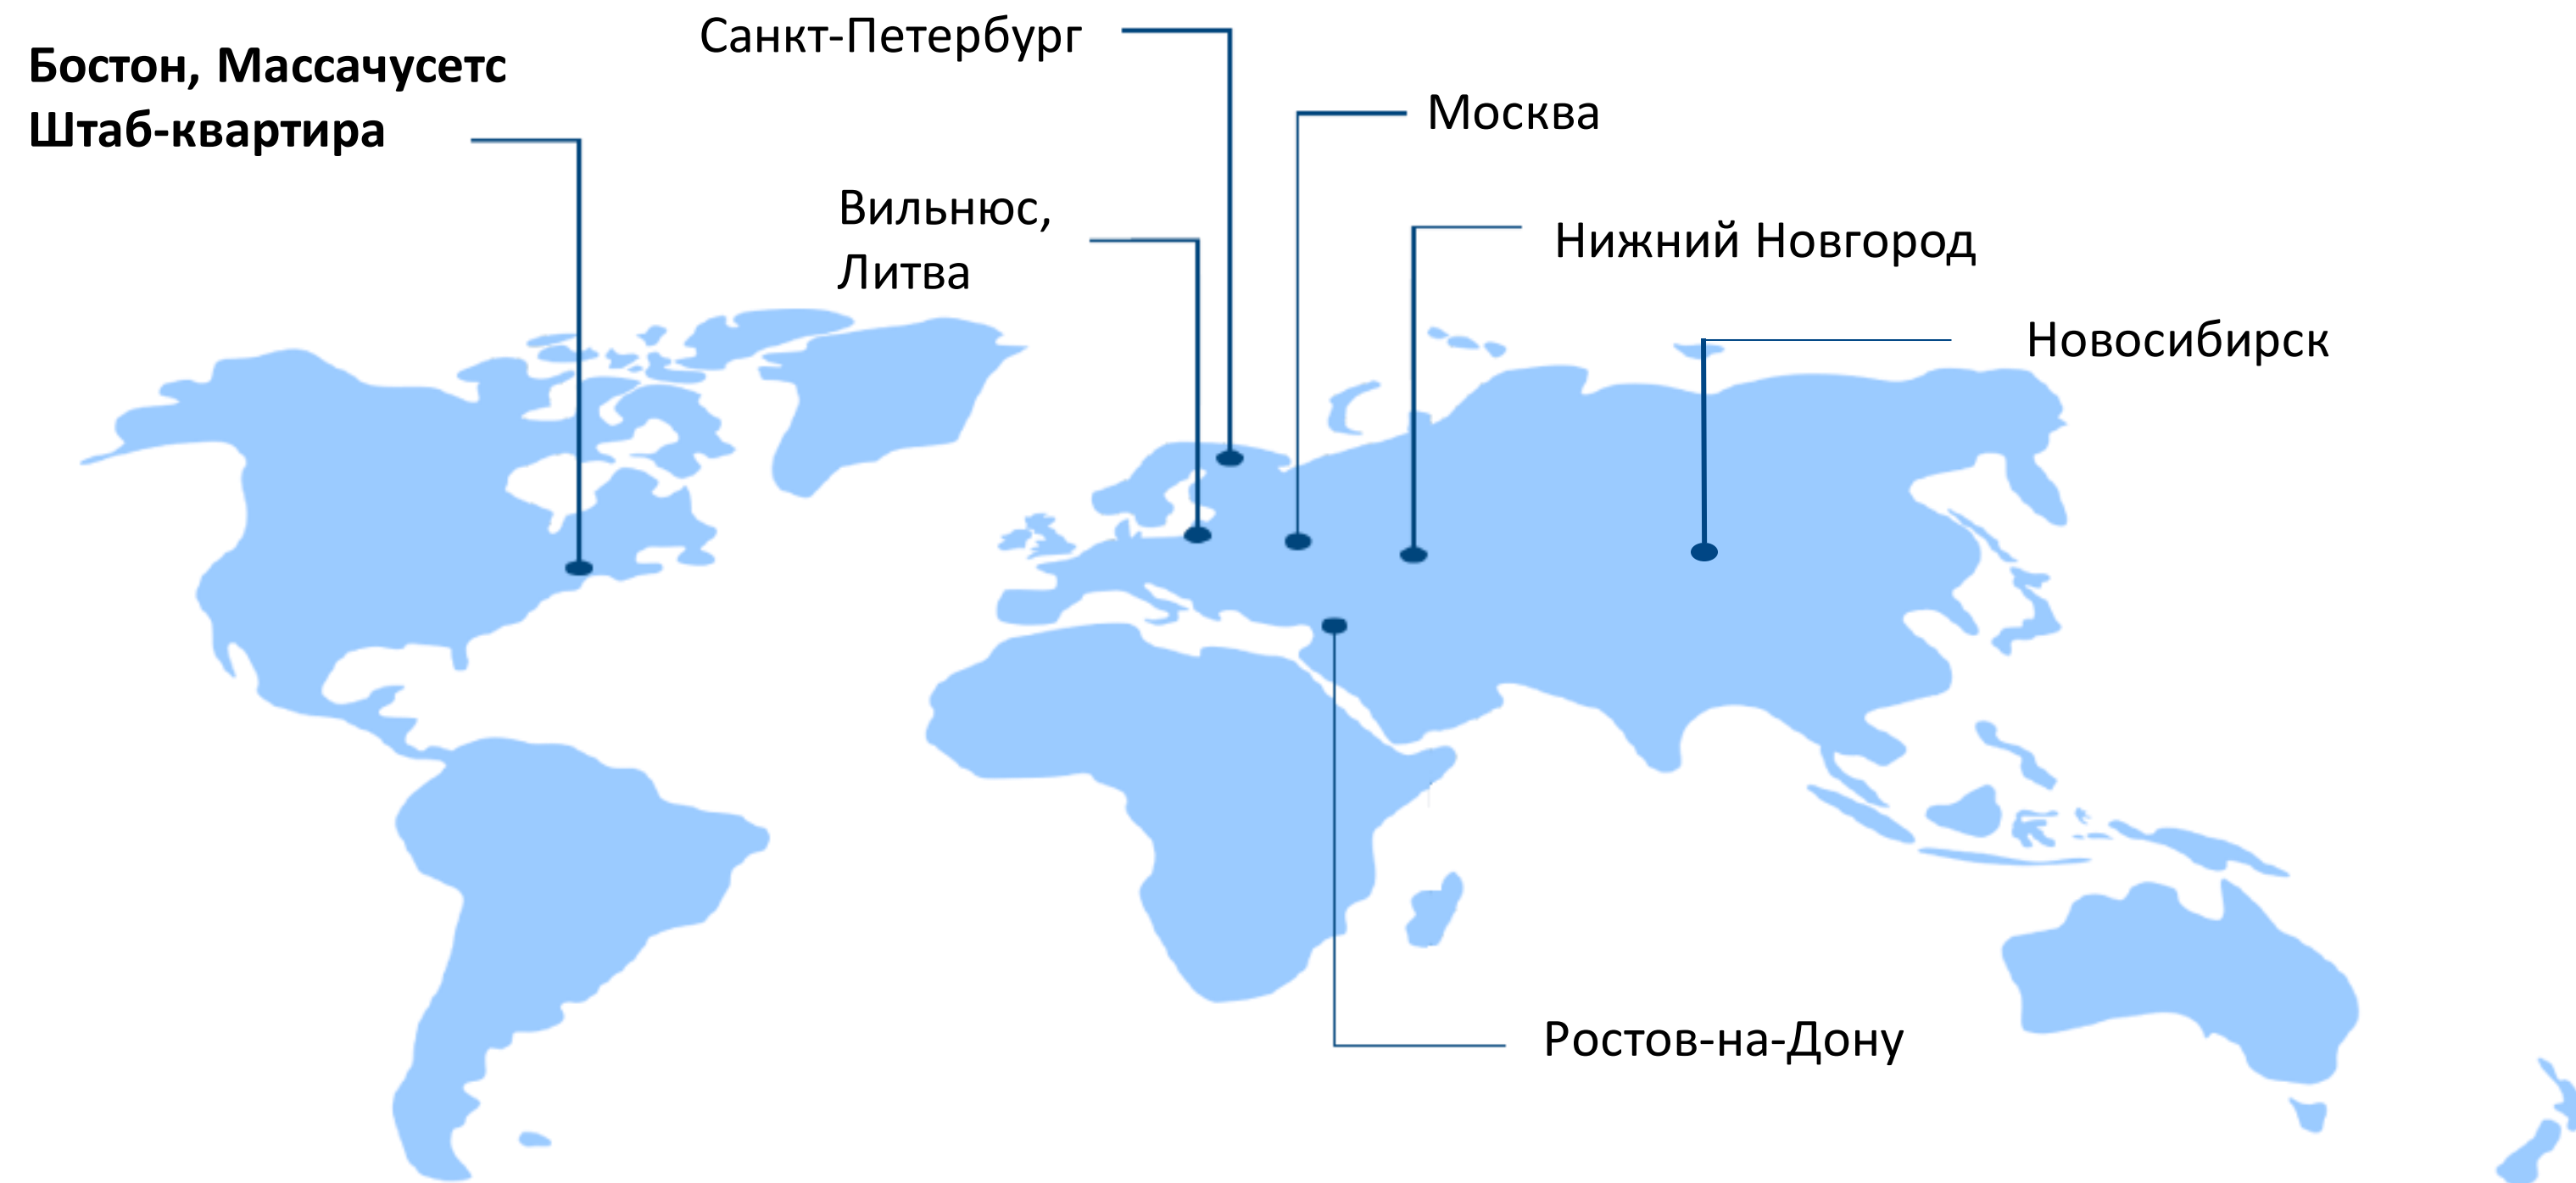 Бостон, Массачусетс
Штаб-квартира
Санкт-Петербург
Москва
Вильнюс,
Литва
Нижний Новгород
Новосибирск
Ростов-на-Дону